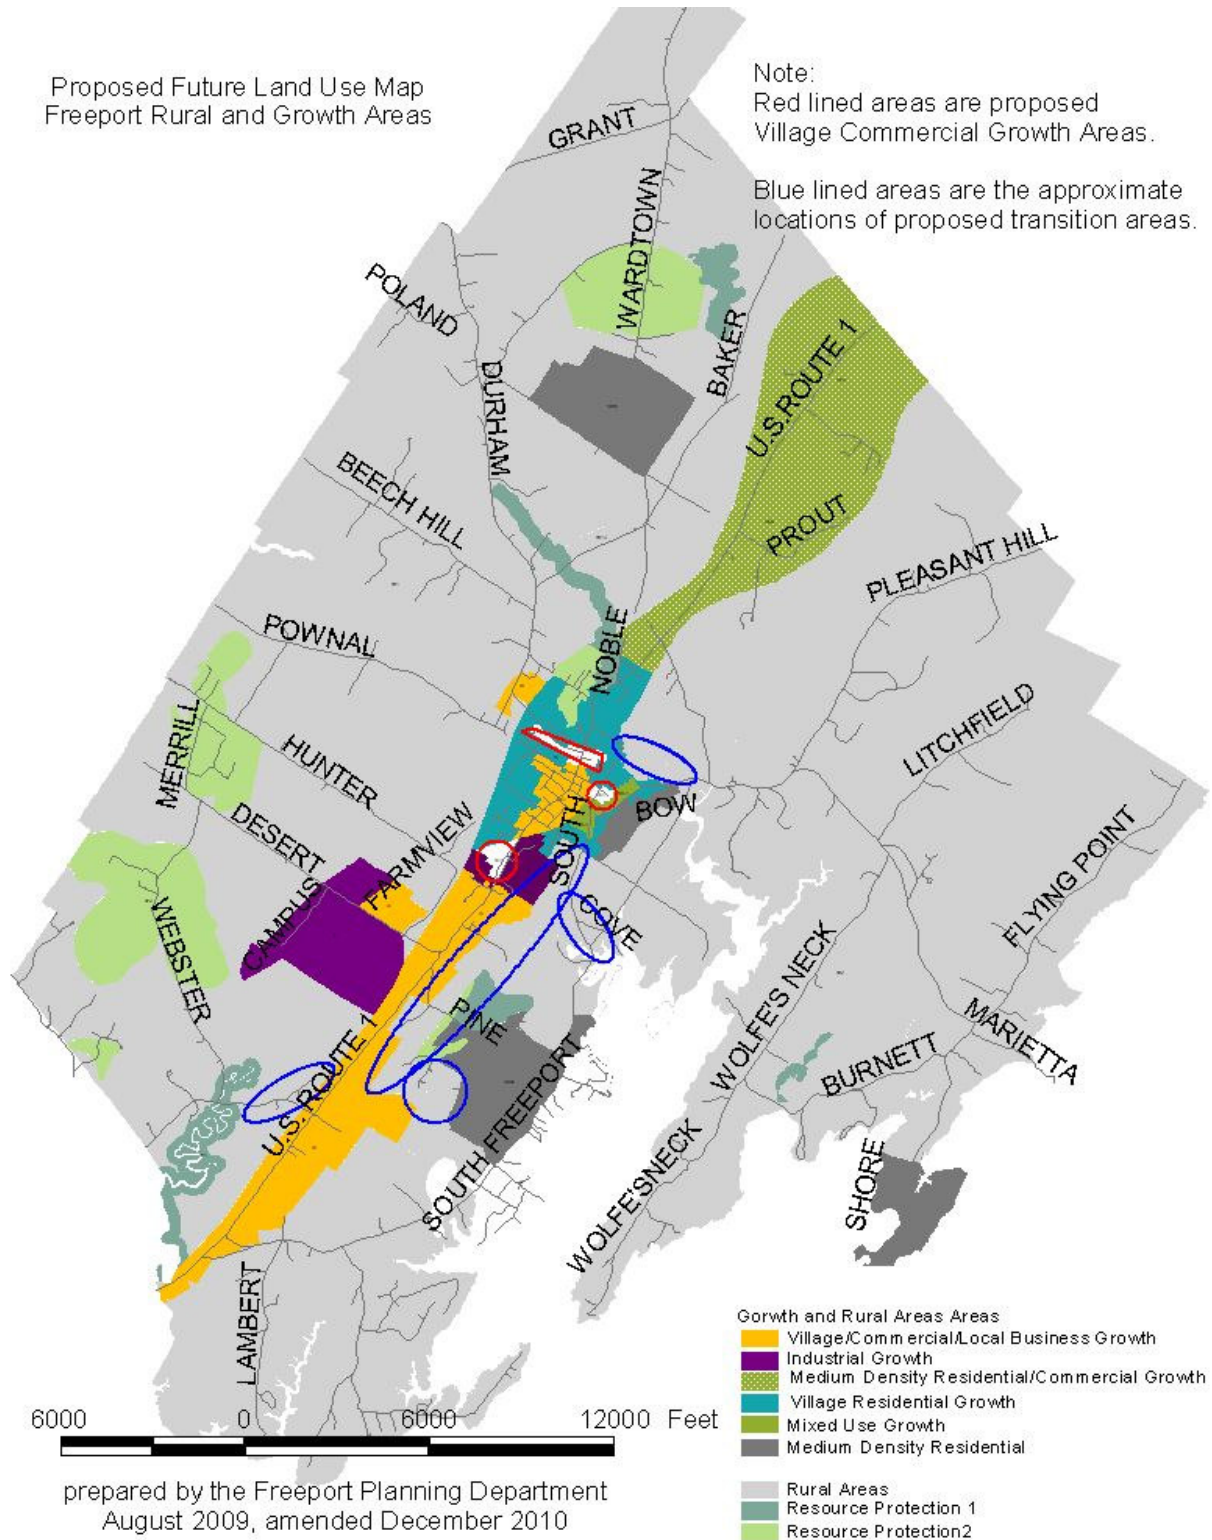 Proposed Future Land Use Map
Freeport Rural and Growth Areas
Note:
Red lined areas are proposed
Village Commercial Growth Areas.
Blue lined areas are the approximate
locations of proposed transition areas.
GRANT
WARDTOWN
POLAND
BAKER
DURHAM
U.S.ROUTE 1
BEECH HILL
PROUT
PLEASANT HILL
NOBLE
POWNAL
LITCHFIELD
MERRILL
HUNTER
BOW
SOUTH
DESERT
FARMVIEW
FLYING POINT
CAMPUS
COVE
WEBSTER
WOLFE'S NECK
PINE
MARIETTA
U.S. ROUTE 1
BURNETT
SOUTH FREEPORT
SHORE
WOLFE'SNECK
LAMBERT
Gorwth and Rural Areas Areas
Village/Commercial/Local Business Growth
Industrial Growth
Medium Density Residential/Commercial Growth
Village Residential Growth
Mixed Use Growth
Medium Density Residential
Rural Areas
Resource Protection 1
Resource Protection2
6000 0 6000 12000 Feet
prepared by the Freeport Planning Department
August 2009, amended December 2010